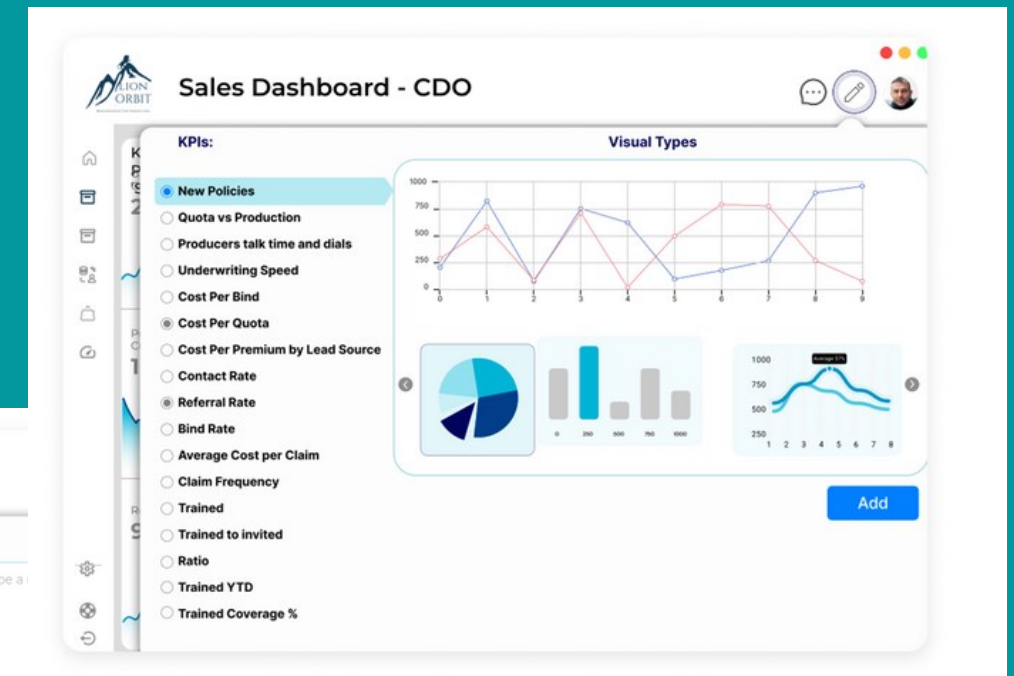 LION
ORBIT
Sales Dashboard - CDO
KPIs:
Visual Types
New Policies
Quota vs Production
Producers talk time and dials
Underwriting Speed
Cost Per Bind
Cost Per Quota
Cost Per Premium by Lead Source
Contact Rate
Referral Rate
Bind Rate
Average Cost per Claim
Claim Frequency
Trained
Trained to invited
Ratio
Trained YTD
Trained Coverage %
1000
750
500
250
0
0 1 2 3 4 5 6 7 8 9
0 250 500 750 1000
Average 57%
1000
750
500
250
1 2 3 4 5 6 7 8
Add
pe a